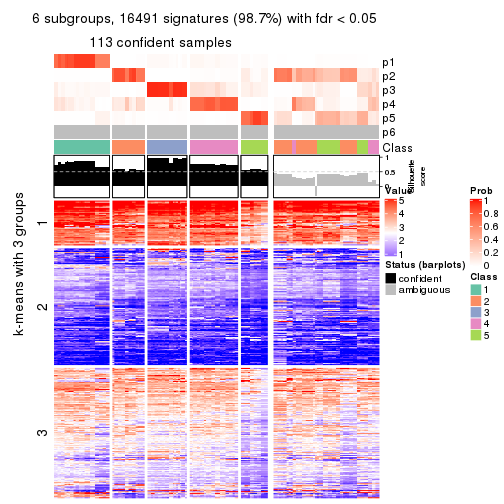 6 subgroups, 16491 signatures (98.7%) with fdr < 0.05
113 confident samples
p1
p2
p3
p4
p5
p6
Class
1
0.5
0
Silhouette
score
k-means with 3 groups
1
2
3
Value
5
4
3
2
1
Status (barplots)
confident
ambiguous
Prob
1
0.8
0.6
0.4
0.2
0
Class
1
2
3
4
5